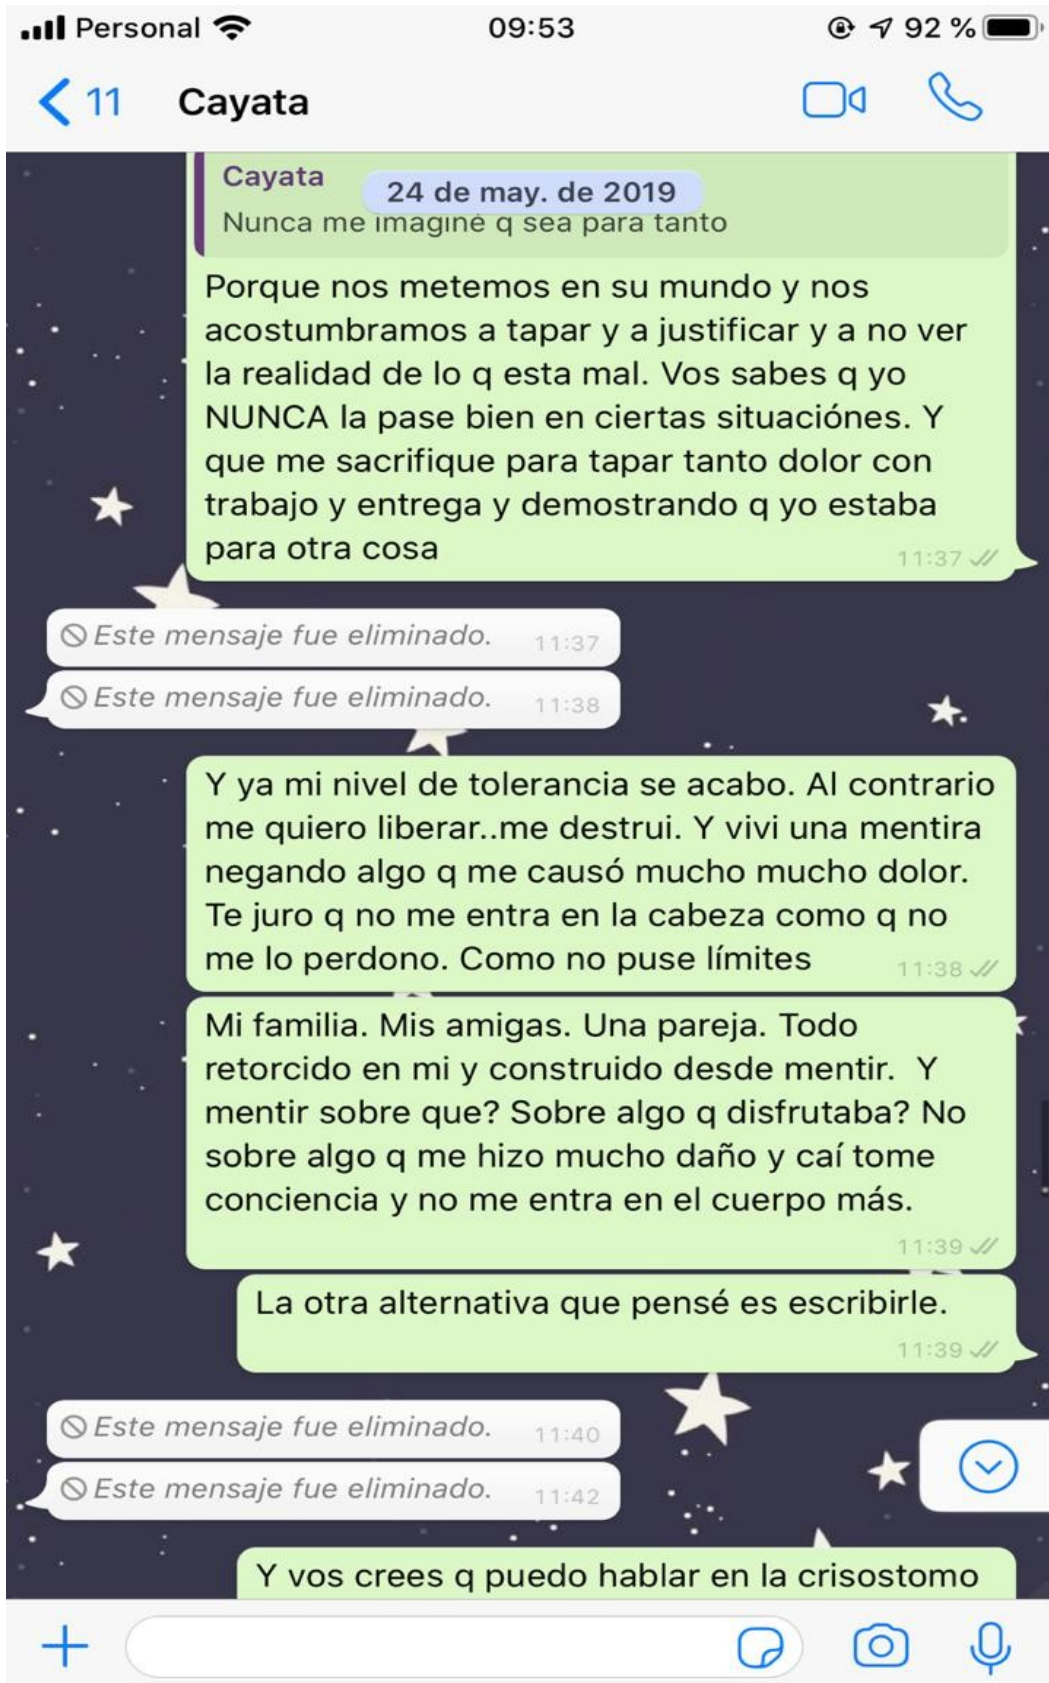 Personal 09:53 92 %
11 Cayata
Cayata
24 de may. de 2019
Nunca me imaginé q sea para tanto
Porque nos metemos en su mundo y nos
acostumbramos a tapar y a justificar y a no ver
la realidad de lo q esta mal. Vos sabes q yo
NUNCA la pase bien en ciertas situaciónes. Y
que me sacrifique para tapar tanto dolor con
trabajo y entrega y demostrando q yo estaba
para otra cosa
11:37
Este mensaje fue eliminado. 11:37
Este mensaje fue eliminado. 11:38
Y ya mi nivel de tolerancia se acabo. Al contrario
me quiero liberar..me destrui. Y vivi una mentira
negando algo q me causó mucho mucho dolor.
Te juro q no me entra en la cabeza como q no
me lo perdono. Como no puse límites
11:38
Mi familia. Mis amigas. Una pareja. Todo
retorcido en mi y construido desde mentir. Y
mentir sobre que? Sobre algo q disfrutaba? No
sobre algo q me hizo mucho daño y caí tome
conciencia y no me entra en el cuerpo más.
11:39
La otra alternativa que pensé es escribirle.
11:39
Este mensaje fue eliminado. 11:40
Este mensaje fue eliminado. 11:42
Y vos crees q puedo hablar en la crisostomo